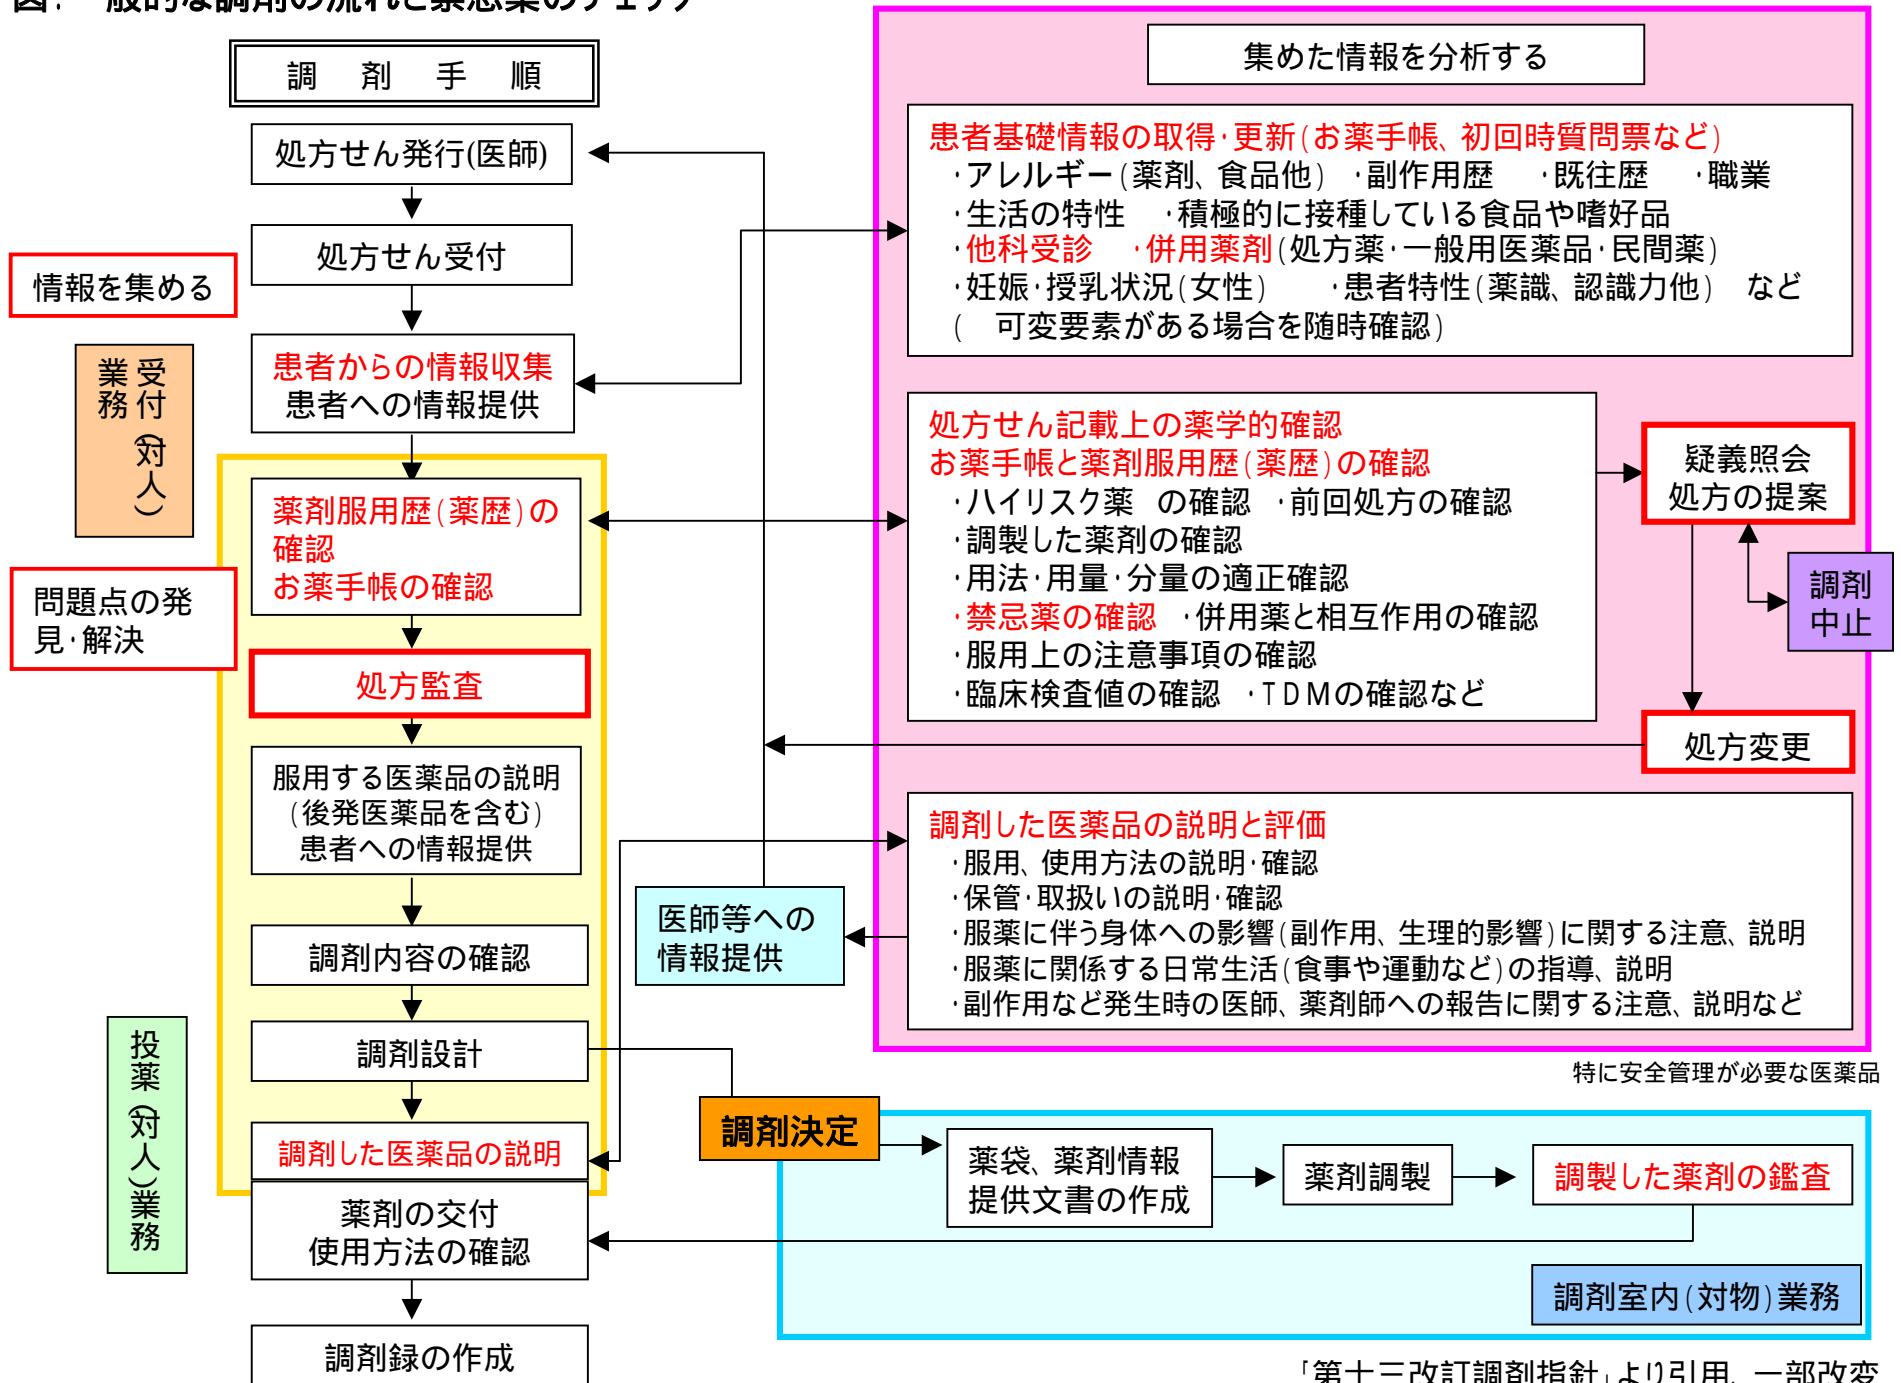 調 剤 手 順
処方せん発行(医師)
処方せん受付
情報を集める
患者からの情報収集
患者への情報提供
受付(対人)
業務
薬剤服用歴(薬歴)の
確認
お薬手帳の確認
問題点の発
見・解決
処方監査
服用する医薬品の説明
(後発医薬品を含む)
患者への情報提供
調剤内容の確認
調剤設計
調剤した医薬品の説明
投薬(対人)業務
薬剤の交付
使用方法の確認
調剤録の作成
集めた情報を分析する
患者基礎情報の取得・更新(お薬手帳、初回時質問票など)
・アレルギー(薬剤、食品他) ・副作用歴 ・既往歴 ・職業
・生活の特性 ・積極的に接種している食品や嗜好品
・他科受診 ・併用薬剤(処方薬・一般用医薬品・民間薬)
・妊娠・授乳状況(女性) ・患者特性(薬識、認識力他) など
( 可変要素がある場合を随時確認)
処方せん記載上の薬学的確認
お薬手帳と薬剤服用歴(薬歴)の確認
・ハイリスク薬 の確認 ・前回処方の確認
・調製した薬剤の確認
・用法・用量・分量の適正確認
・禁忌薬の確認 ・併用薬と相互作用の確認
・服用上の注意事項の確認
・臨床検査値の確認 ・TDMの確認など
疑義照会
処方の提案
調剤
中止
処方変更
調剤した医薬品の説明と評価
・服用、使用方法の説明・確認
・保管・取扱いの説明・確認
・服薬に伴う身体への影響(副作用、生理的影響)に関する注意、説明
・服薬に関係する日常生活(食事や運動など)の指導、説明
・副作用など発生時の医師、薬剤師への報告に関する注意、説明など
医師等への
情報提供
特に安全管理が必要な医薬品
調剤決定
薬袋、薬剤情報
提供文書の作成
薬剤調製
調製した薬剤の鑑査
調剤室内(対物)業務
「第十三改訂調剤指針」より引用、一部改変